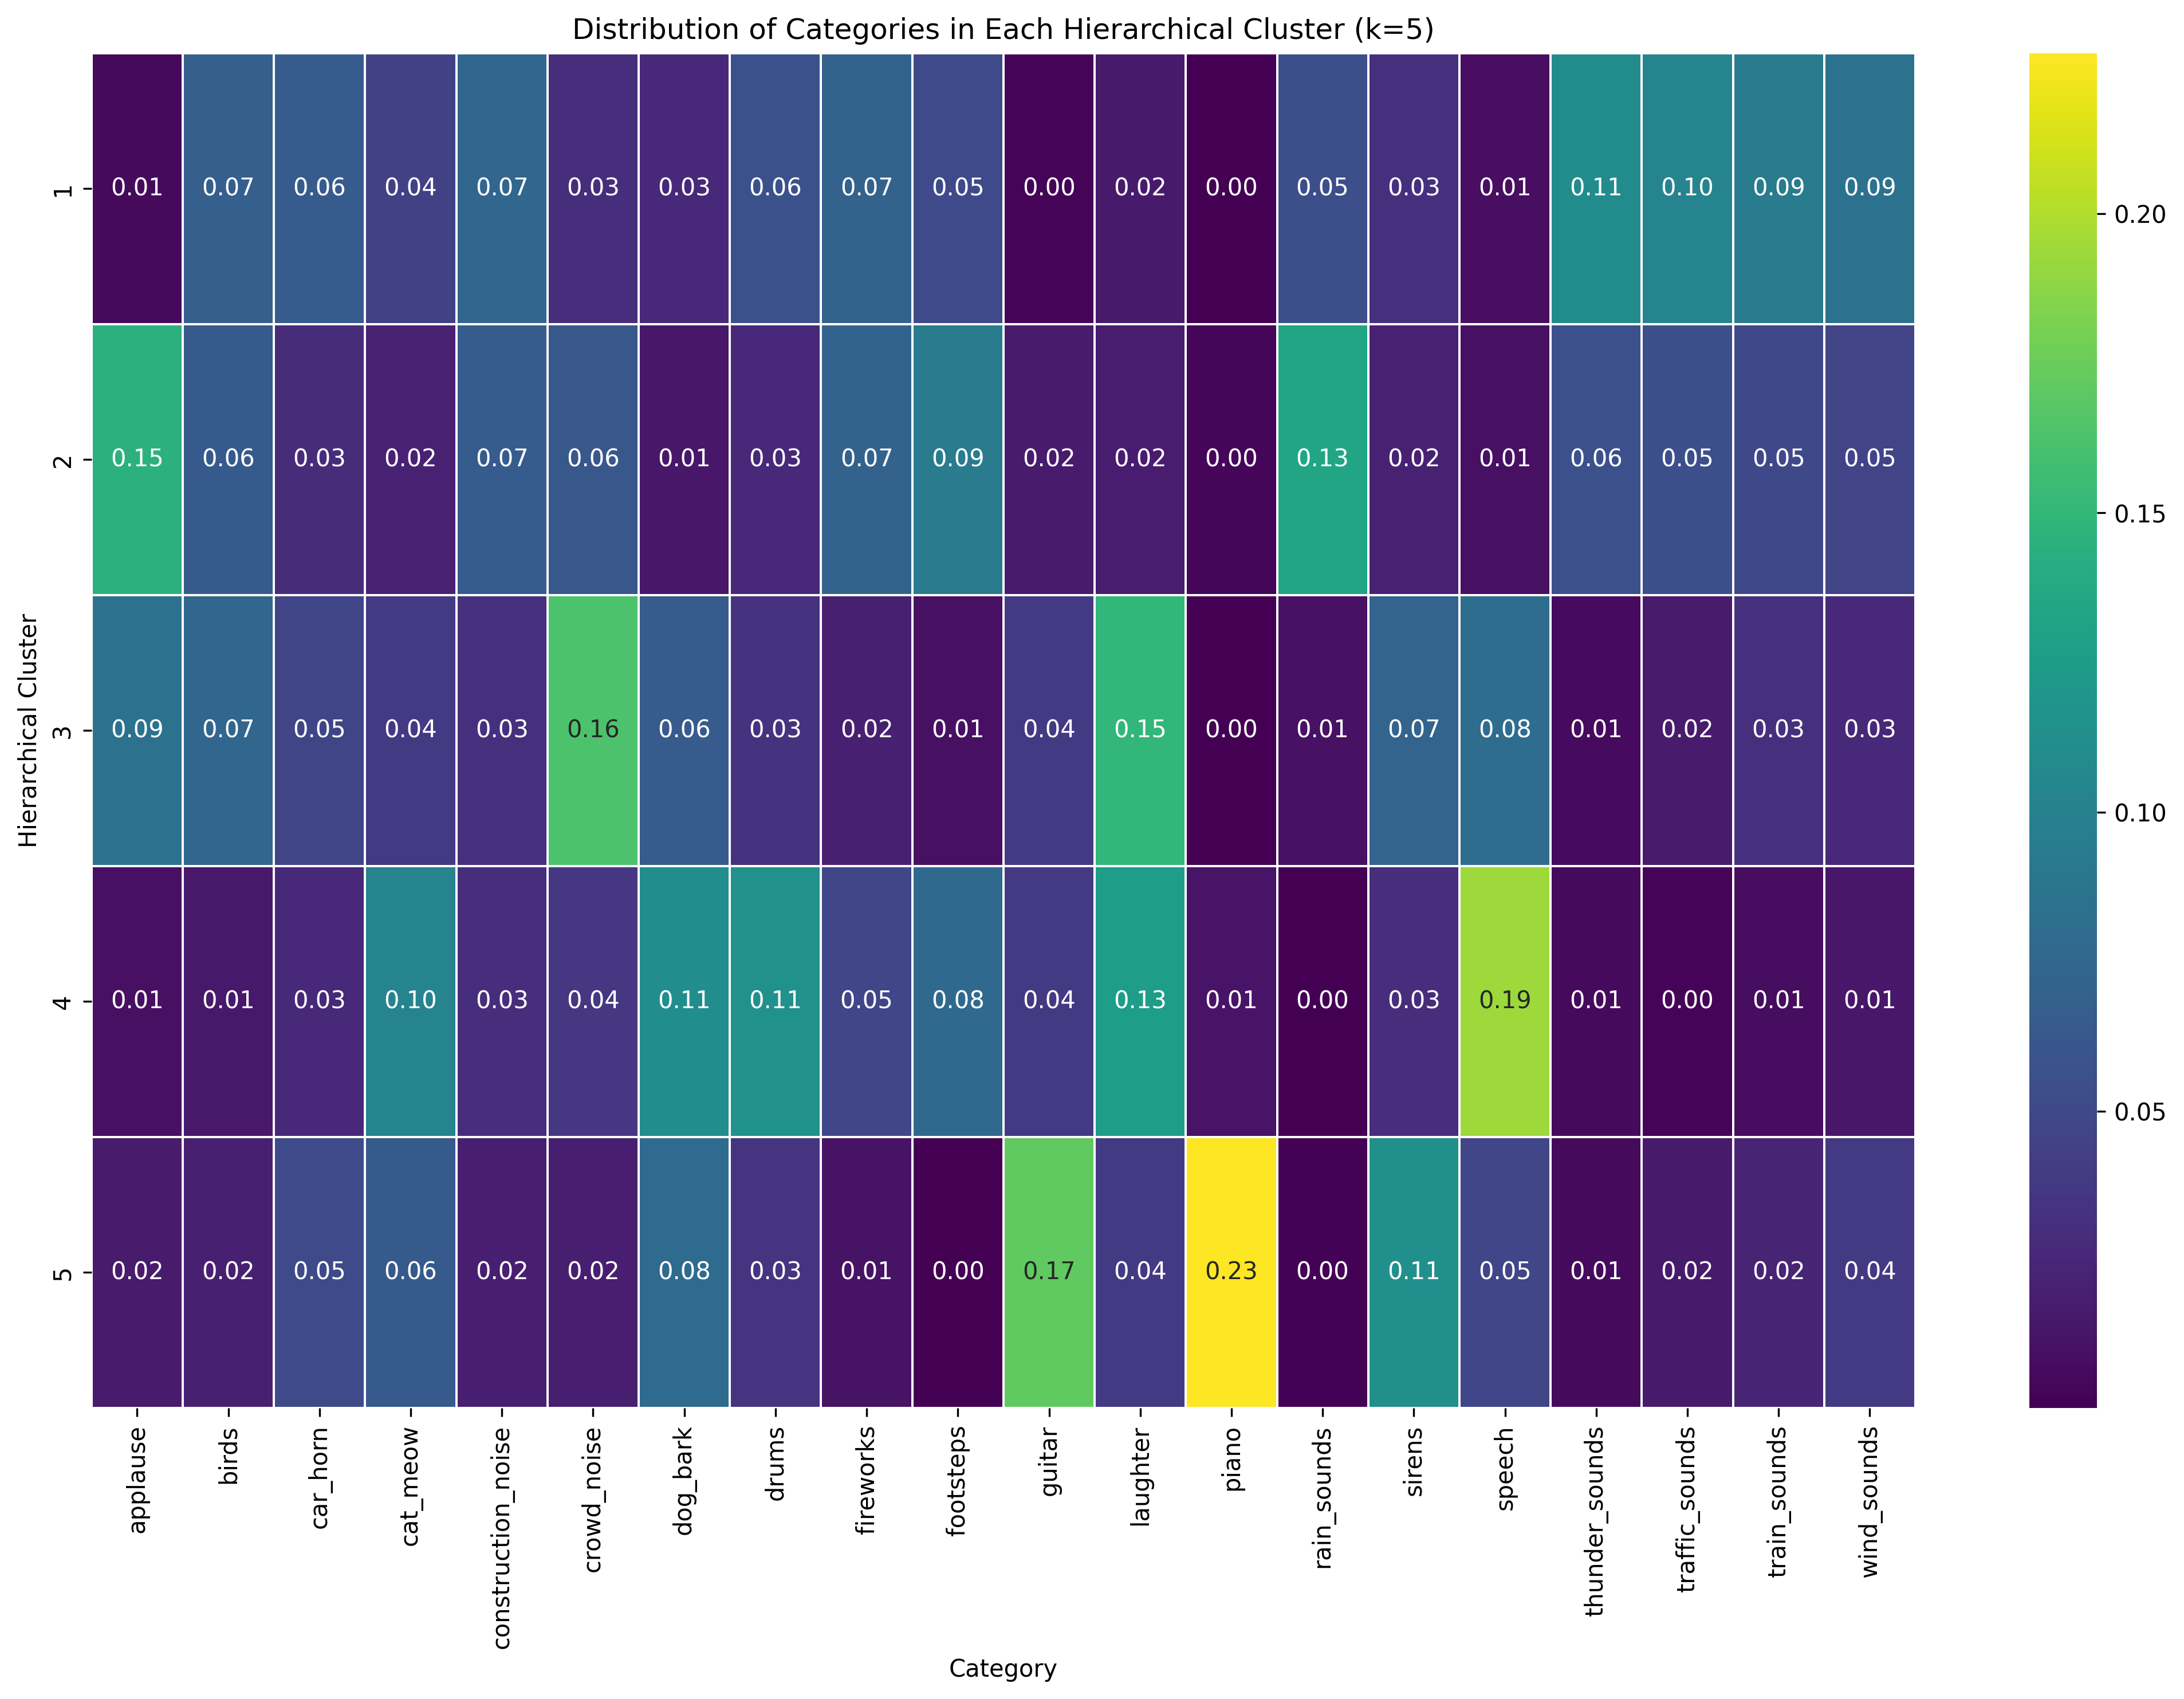 Distribution of Categories in Each Hierarchical Cluster (k=5)
Hierarchical Cluster
1
0.01 0.07 0.06 0.04 0.07 0.03 0.03 0.06 0.07 0.05 0.00 0.02 0.00 0.05 0.03 0.01 0.11 0.10 0.09 0.09
2
0.15 0.06 0.03 0.02 0.07 0.06 0.01 0.03 0.07 0.09 0.02 0.02 0.00 0.13 0.02 0.01 0.06 0.05 0.05 0.05
3
0.09 0.07 0.05 0.04 0.03 0.16 0.06 0.03 0.02 0.01 0.04 0.15 0.00 0.01 0.07 0.08 0.01 0.02 0.03 0.03
4
0.01 0.01 0.03 0.10 0.03 0.04 0.11 0.11 0.05 0.08 0.04 0.13 0.01 0.00 0.03 0.19 0.01 0.00 0.01 0.01
5
0.02 0.02 0.05 0.06 0.02 0.02 0.08 0.03 0.01 0.00 0.17 0.04 0.23 0.00 0.11 0.05 0.01 0.02 0.02 0.04
applause
birds
car_horn
cat_meow
construction_noise
crowd_noise
dog_bark
drums
fireworks
footsteps
guitar
laughter
piano
rain_sounds
sirens
speech
thunder_sounds
traffic_sounds
train_sounds
wind_sounds
Category
0.20
0.15
0.10
0.05